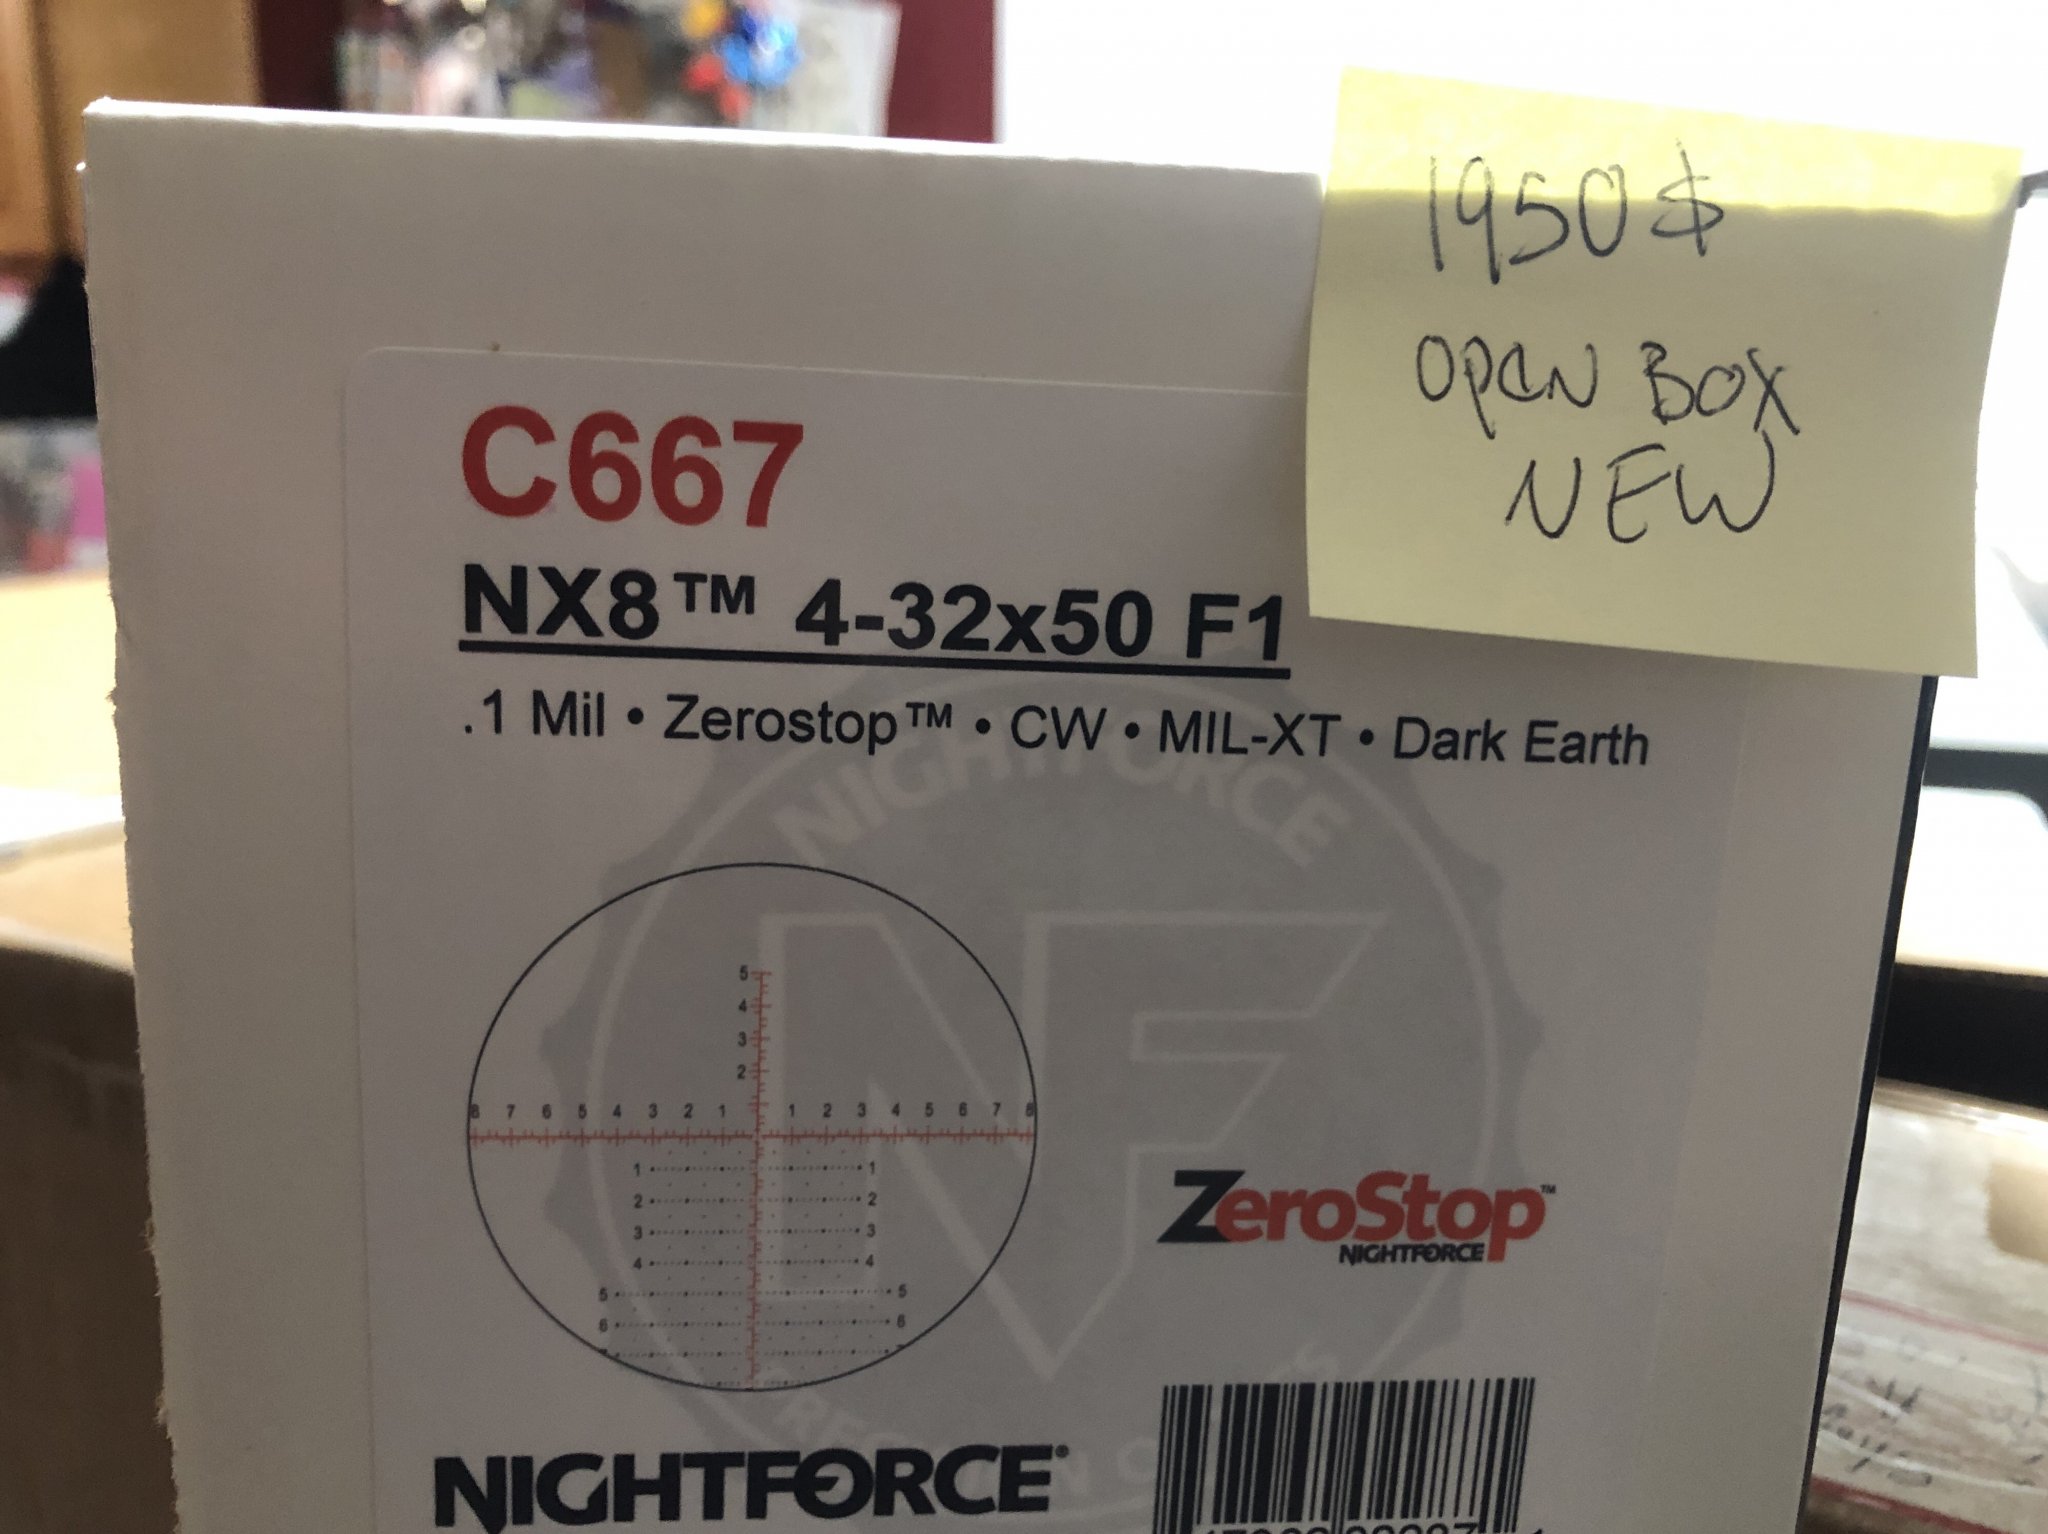 1950$
OPEN BOX
NEW
C667
NX8™ 4-32x50 F1
.1 Mil • Zerostop™ • CW • MIL-XT • Dark Earth
NIGHTFORCE
NF
5
4
3
2
8 7 6 5 4 3 2 1 1 2 3 4 5 6 7 8
1 1
2 2
3 3
4 4
5 5
6 6
ZeroStop™
NIGHTFORCE
NIGHTFORCE®